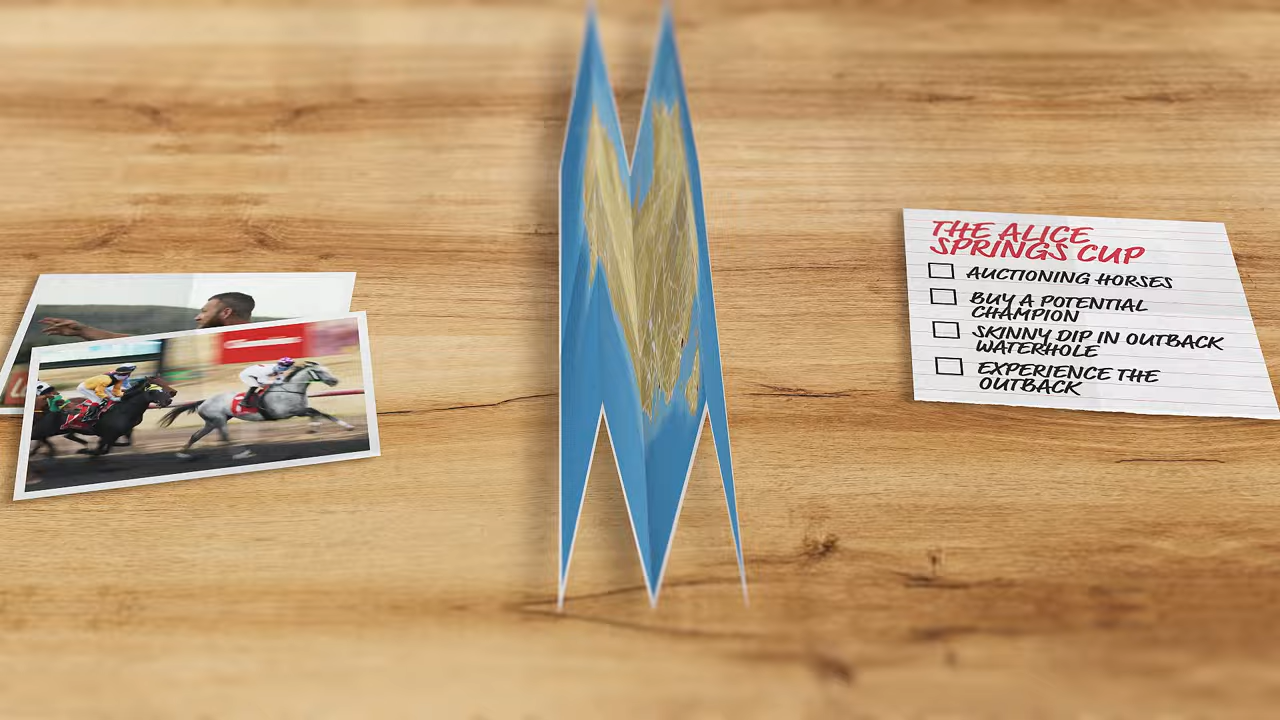 THE ALICE
SPRINGS CUP
AUCTIONING HORSES
BUY A POTENTIAL
CHAMPION
SKINNY DIP IN OUTBACK
WATERHOLE
EXPERIENCE THE
OUTBACK